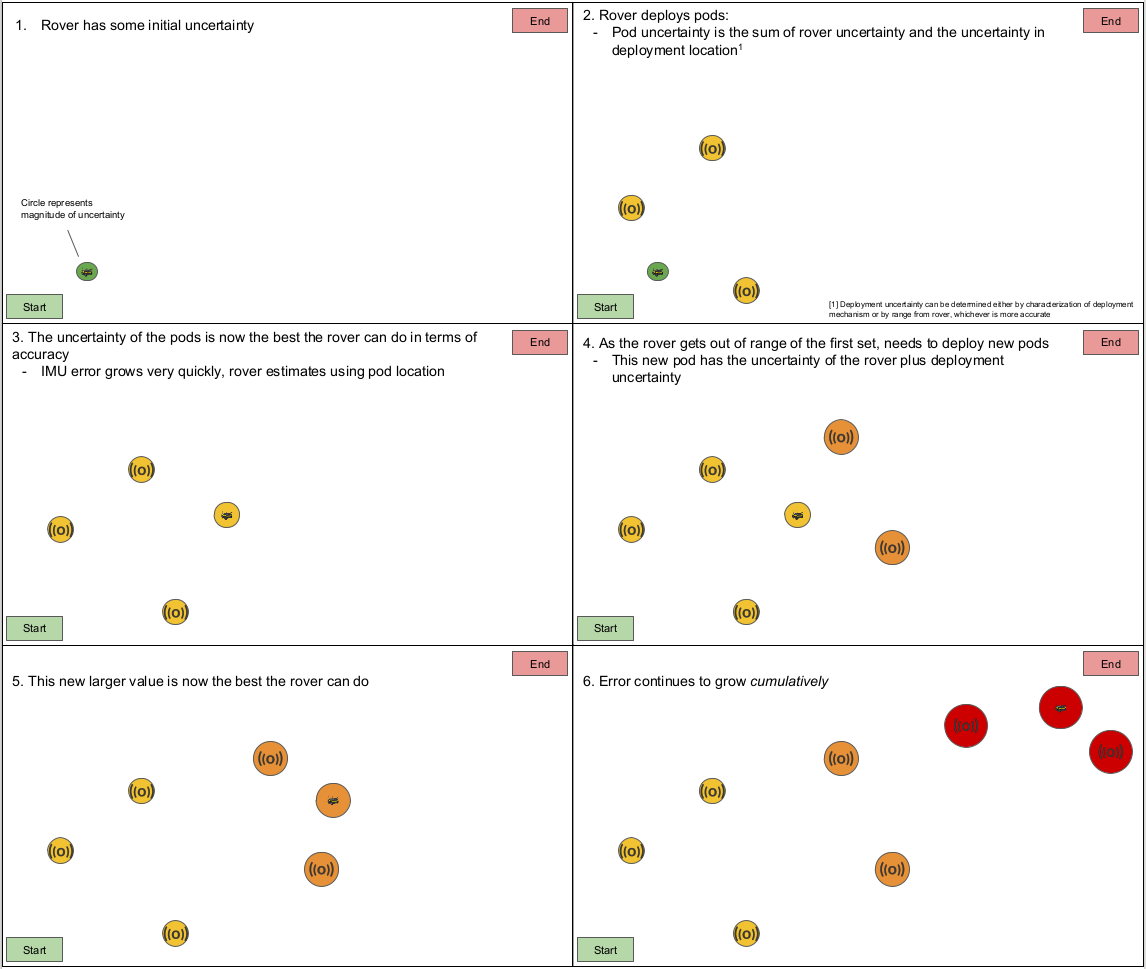 1. Rover has some initial uncertainty
End
Circle represents
magnitude of uncertainty
Start
2. Rover deploys pods:
- Pod uncertainty is the sum of rover uncertainty and the uncertainty in
deployment location1
End
((o))
((o))
((o))
Start
[1] Deployment uncertainty can be determined either by characterization of deployment
mechanism or by range from rover, whichever is more accurate
3. The uncertainty of the pods is now the best the rover can do in terms of
accuracy
- IMU error grows very quickly, rover estimates using pod location
End
((o))
((o))
((o))
Start
4. As the rover gets out of range of the first set, needs to deploy new pods
- This new pod has the uncertainty of the rover plus deployment
uncertainty
End
((o))
((o))
((o))
((o))
((o))
Start
5. This new larger value is now the best the rover can do
End
((o))
((o))
((o))
((o))
((o))
Start
6. Error continues to grow cumulatively
End
((o))
((o))
((o))
((o))
((o))
((o))
((o))
Start